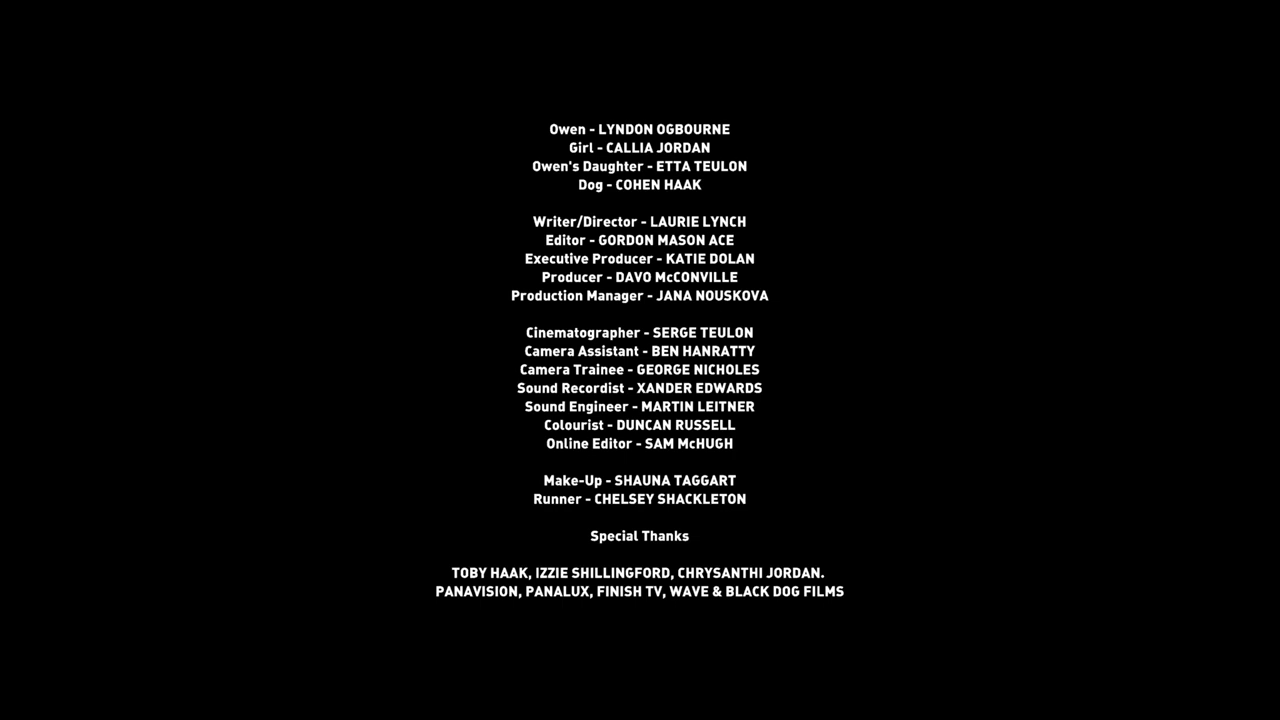 Owen - LYNDON OGBOURNE
Girl - CALLIA JORDAN
Owen's Daughter - ETTA TEULON
Dog - COHEN HAAK
Writer/Director - LAURIE LYNCH
Editor - GORDON MASON ACE
Executive Producer - KATIE DOLAN
Producer - DAVO McCONVILLE
Production Manager - JANA NOUSKOVA
Cinematographer - SERGE TEULON
Camera Assistant - BEN HANRATTY
Camera Trainee - GEORGE NICHOLES
Sound Recordist - XANDER EDWARDS
Sound Engineer - MARTIN LEITNER
Colourist - DUNCAN RUSSELL
Online Editor - SAM McHUGH
Make-Up - SHAUNA TAGGART
Runner - CHELSEY SHACKLETON
Special Thanks
TOBY HAAK, IZZIE SHILLINGFORD, CHRYSANTHI JORDAN.
PANAVISION, PANALUX, FINISH TV, WAVE & BLACK DOG FILMS